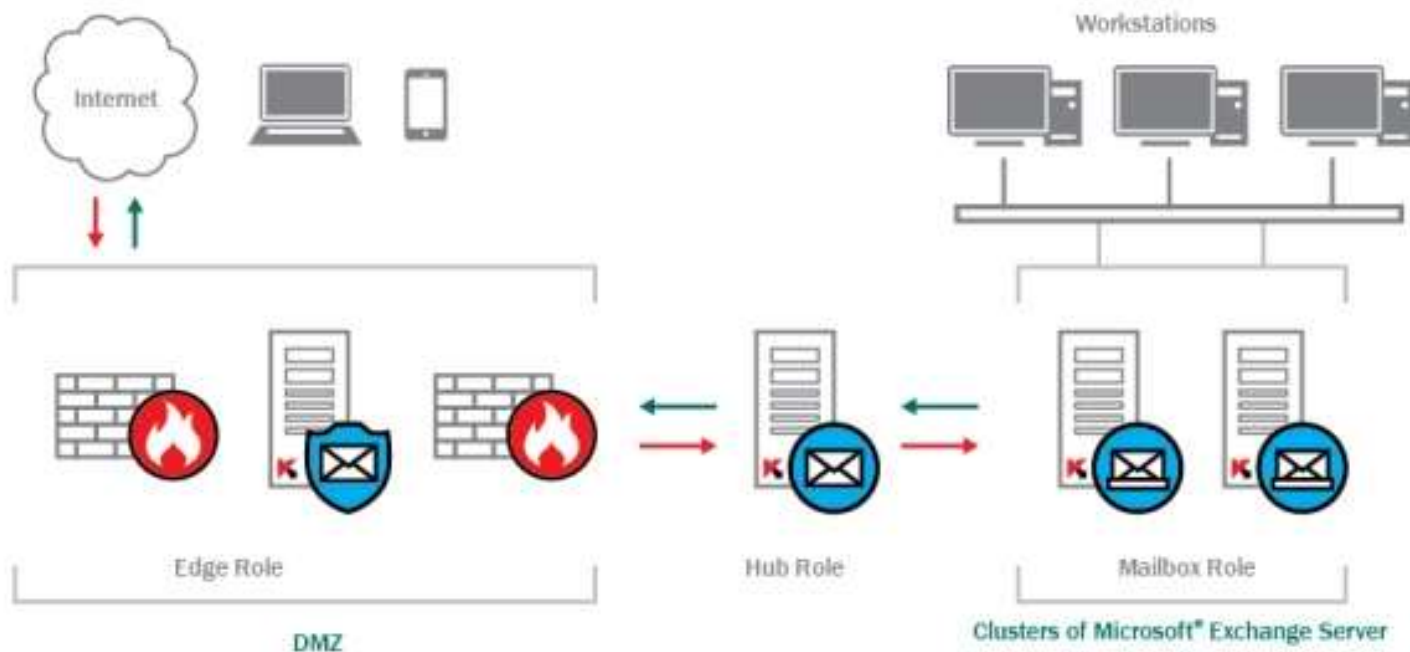 Workstations
Internet
Edge Role
Hub Role
Mailbox Role
DMZ
Clusters of Microsoft® Exchange Server